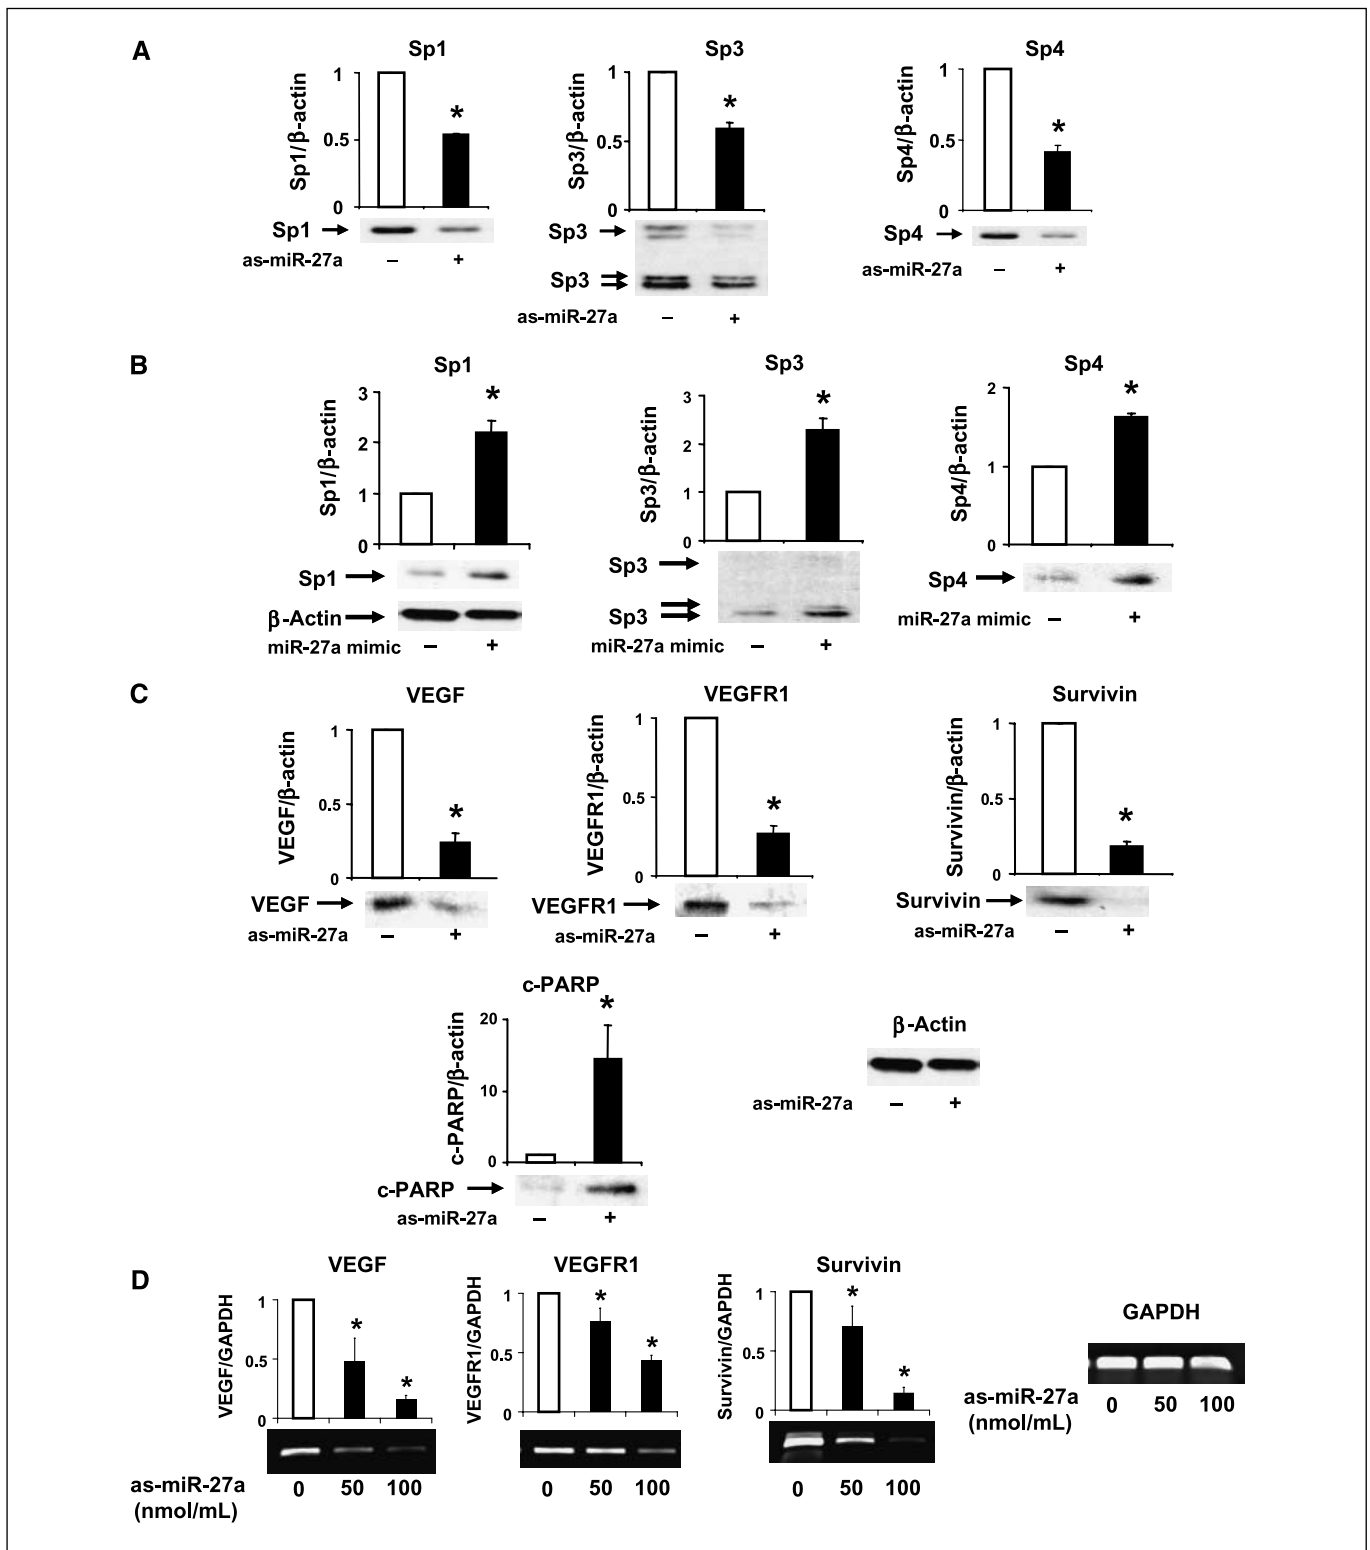 A
Sp1
Sp3
Sp4
Sp1/β-actin
1
0.5
0
*
Sp3/β-actin
1
0.5
0
*
Sp4/β-actin
1
0.5
0
*
Sp1
as-miR-27a – +
Sp3
Sp3
as-miR-27a – +
Sp4
as-miR-27a – +
B
Sp1
Sp3
Sp4
Sp1/β-actin
3
2
1
0
*
Sp3/β-actin
3
2
1
0
*
Sp4/β-actin
2
1
0
*
Sp1
β-Actin
miR-27a mimic – +
Sp3
Sp3
miR-27a mimic – +
Sp4
miR-27a mimic – +
C
VEGF
VEGFR1
Survivin
VEGF/β-actin
1
0.5
0
*
VEGFR1/β-actin
1
0.5
0
*
Survivin/β-actin
1
0.5
0
*
VEGF
as-miR-27a – +
VEGFR1
as-miR-27a – +
Survivin
as-miR-27a – +
c-PARP
c-PARP/β-actin
20
10
0
*
c-PARP
as-miR-27a – +
β-Actin
as-miR-27a – +
D
VEGF
VEGFR1
Survivin
VEGF/GAPDH
1
0.5
0
* *
VEGFR1/GAPDH
1
0.5
0
* *
Survivin/GAPDH
1
0.5
0
* *
GAPDH
as-miR-27a
(nmol/mL)
0 50 100
as-miR-27a
(nmol/mL)
0 50 100
0 50 100
0 50 100